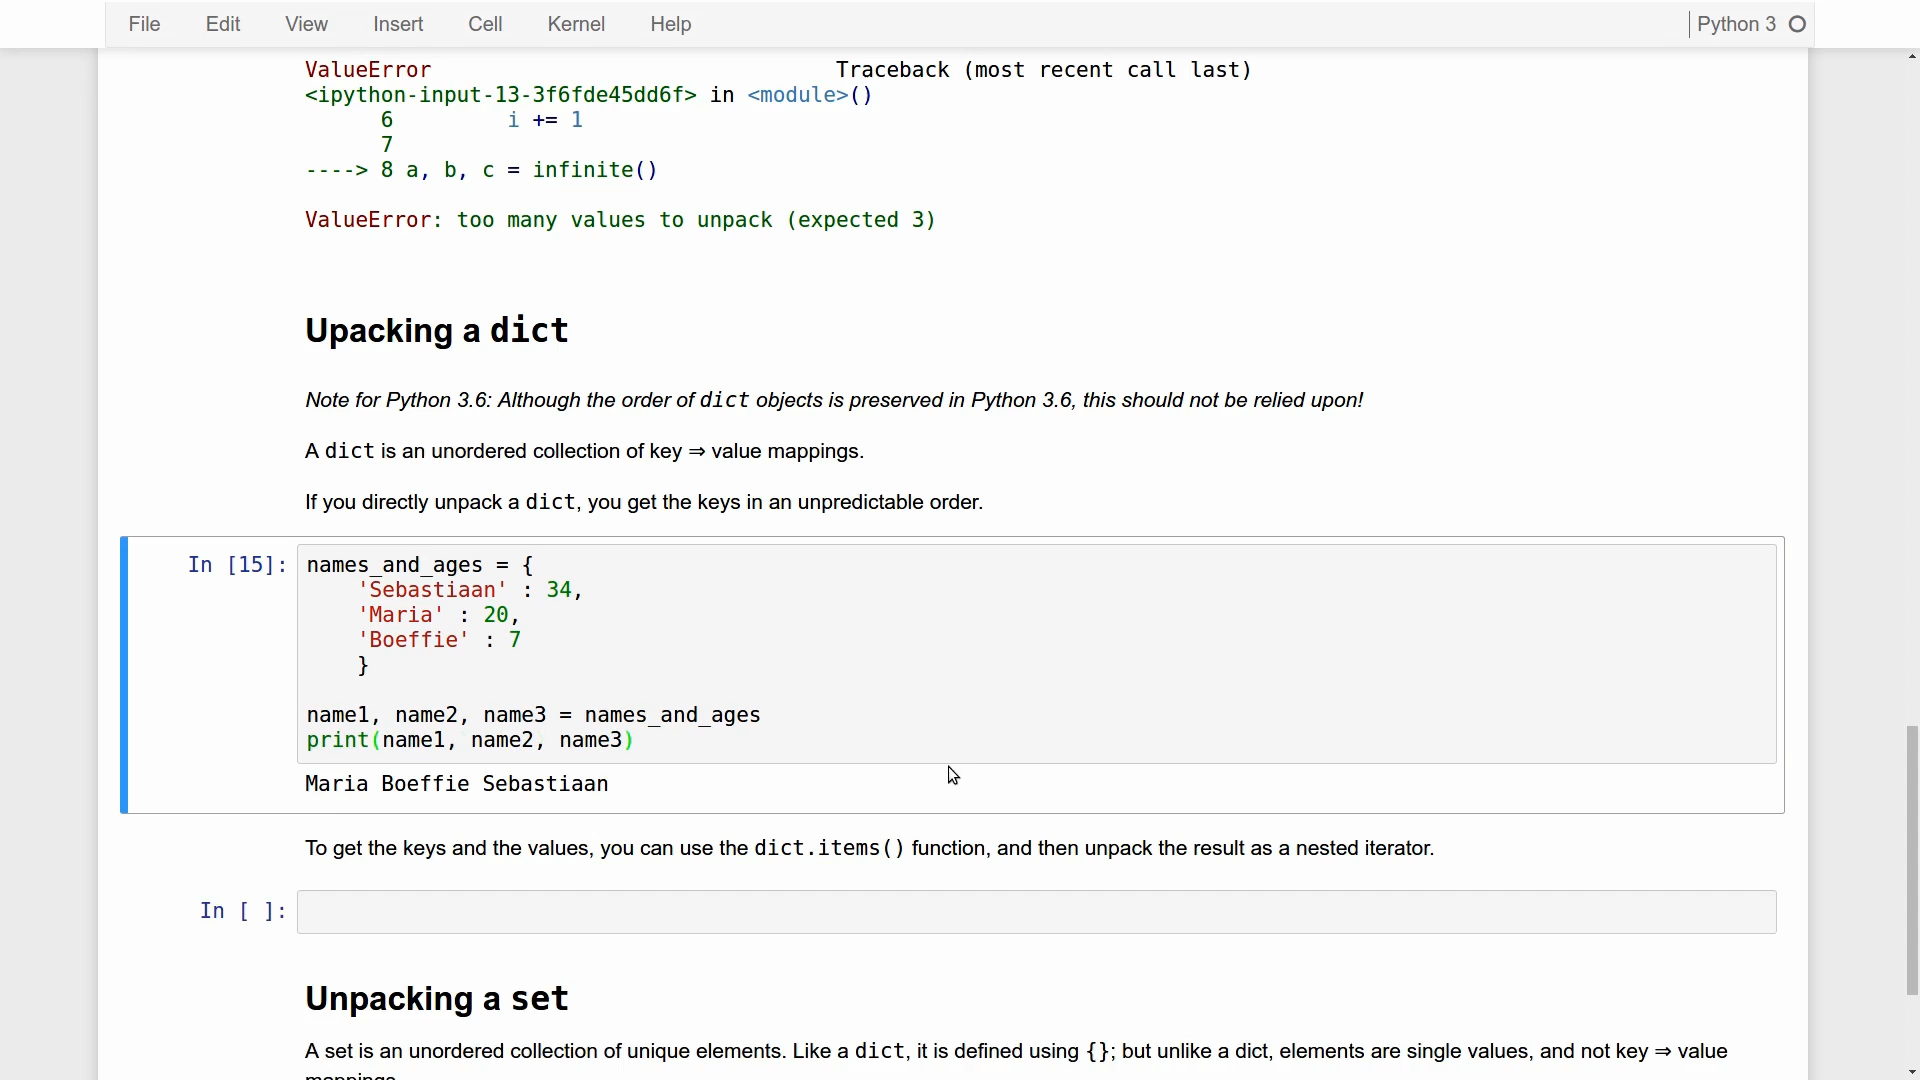 File Edit View Insert Cell Kernel Help Python 3
ValueError Traceback (most recent call last)
<ipython-input-13-3f6fde45dd6f> in <module>()
6 i += 1
7
----> 8 a, b, c = infinite()
ValueError: too many values to unpack (expected 3)
Upacking a dict
Note for Python 3.6: Although the order of dict objects is preserved in Python 3.6, this should not be relied upon!
A dict is an unordered collection of key ⇒ value mappings.
If you directly unpack a dict, you get the keys in an unpredictable order.
In [15]: names_and_ages = {
'Sebastiaan' : 34,
'Maria' : 20,
'Boeffie' : 7
}
name1, name2, name3 = names_and_ages
print(name1, name2, name3)
Maria Boeffie Sebastiaan
To get the keys and the values, you can use the dict.items() function, and then unpack the result as a nested iterator.
In [ ]:
Unpacking a set
A set is an unordered collection of unique elements. Like a dict, it is defined using {}; but unlike a dict, elements are single values, and not key ⇒ value
mappings.